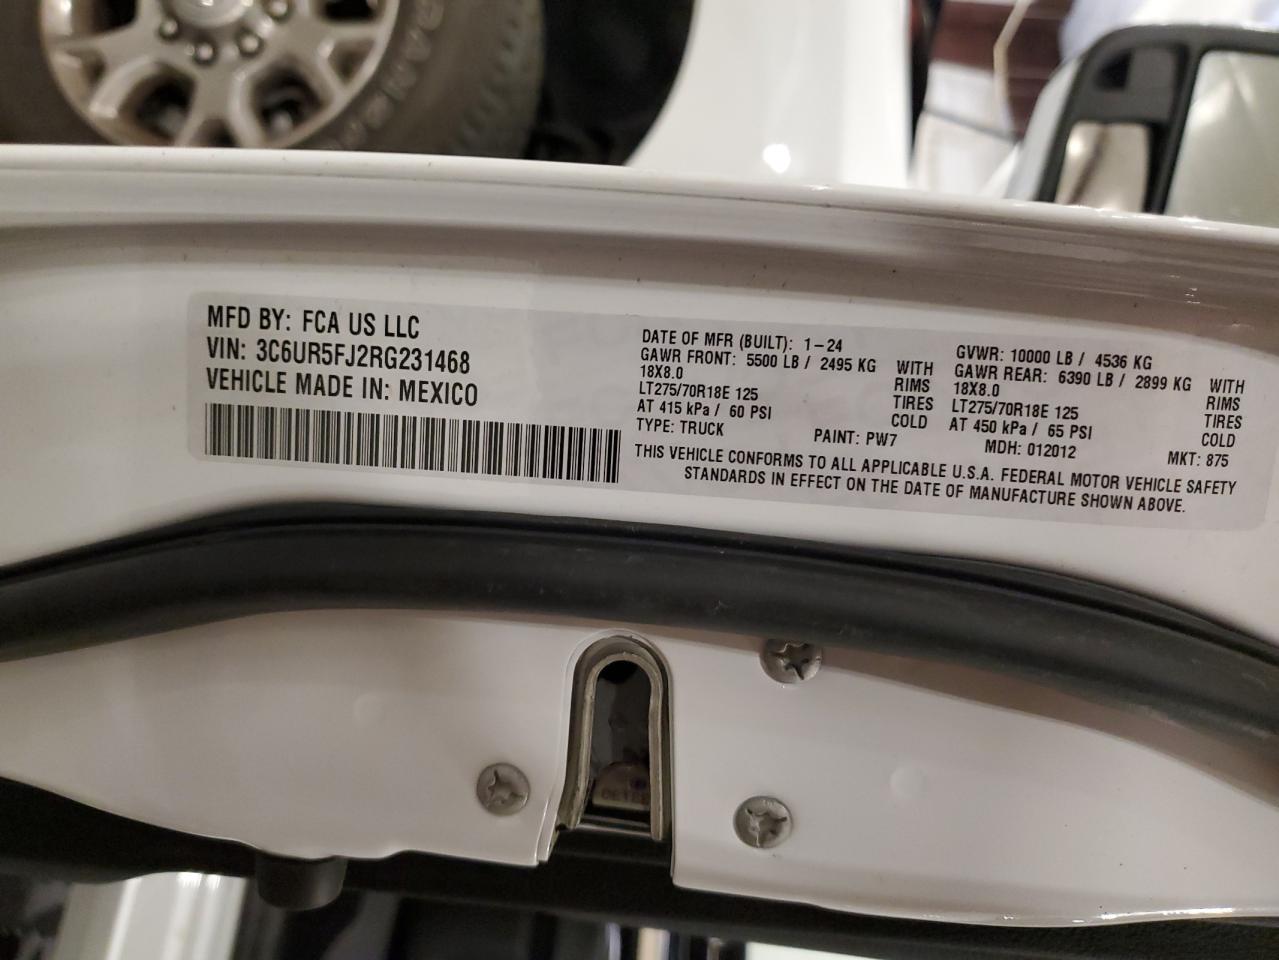 MFD BY: FCA US LLC
VIN: 3C6UR5FJ2RG231468
VEHICLE MADE IN: MEXICO
DATE OF MFR (BUILT): 1-24
GAWR FRONT: 5500 LB / 2495 KG WITH
18X8.0 RIMS
LT275/70R18E 125 TIRES
AT 415 kPa / 60 PSI COLD
TYPE: TRUCK PAINT: PW7
GVWR: 10000 LB / 4536 KG
GAWR REAR: 6390 LB / 2899 KG WITH
18X8.0 RIMS
LT275/70R18E 125 TIRES
AT 450 kPa / 65 PSI COLD
MDH: 012012 MKT: 875
THIS VEHICLE CONFORMS TO ALL APPLICABLE U.S.A. FEDERAL MOTOR VEHICLE SAFETY
STANDARDS IN EFFECT ON THE DATE OF MANUFACTURE SHOWN ABOVE.